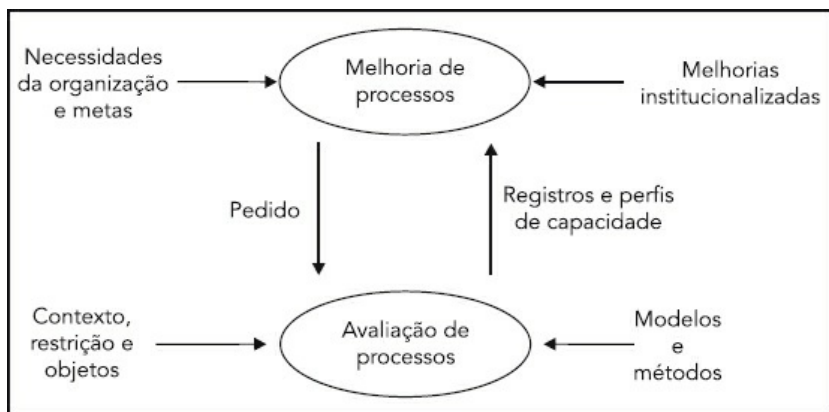 Necessidades
da organização
e metas
Melhoria de
processos
Melhorias
institucionalizadas
Pedido
Registros e perfis
de capacidade
Contexto,
restrição e
objetos
Avaliação de
processos
Modelos
e
métodos